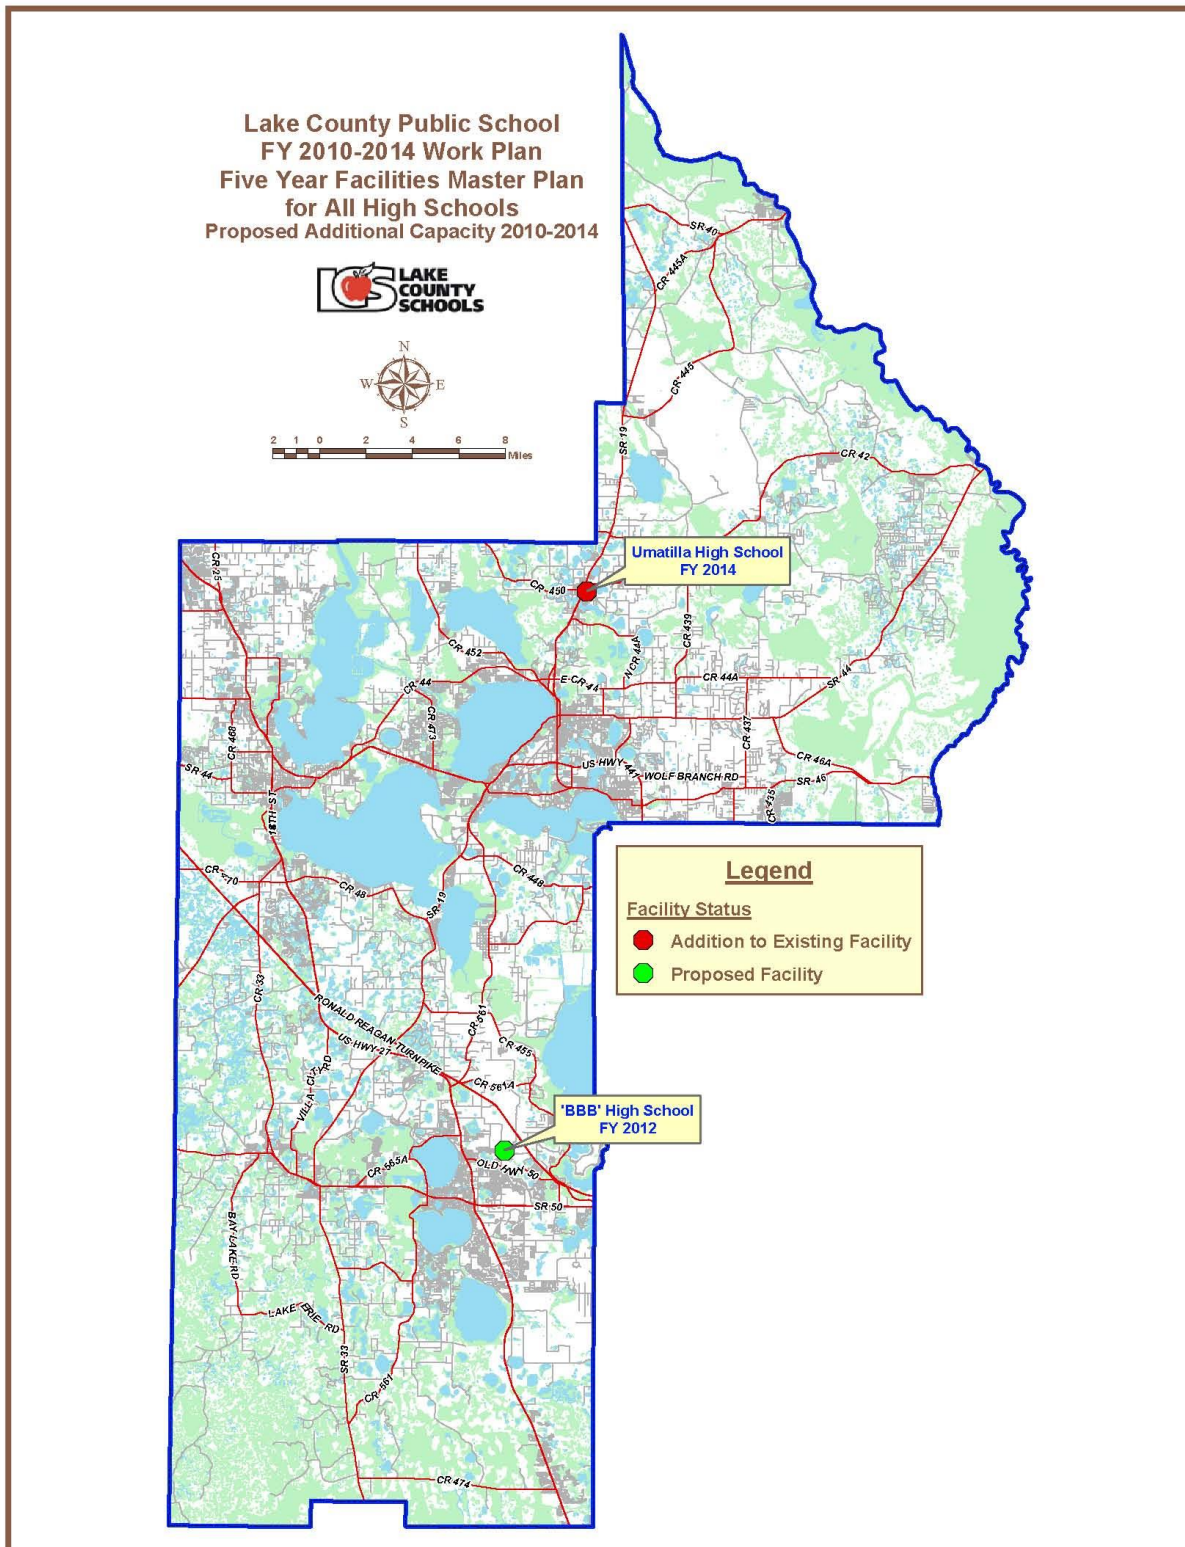 Lake County Public School
FY 2010-2014 Work Plan
Five Year Facilities Master Plan
for All High Schools
Proposed Additional Capacity 2010-2014
LCS LAKE
COUNTY
SCHOOLS
N
W E
S
2 1 0 2 4 6 8
Miles
SR 40
CR 445A
CR 445
SR 19
CR 42
Umatilla High School
FY 2014
CR 25
CR 450
CR 439
N CR 44A
CR 452
CR 44
E CR 44
CR 44A
SR 44
CR 468
CR 473
CR 437
US HWY 441
WOLF BRANCH RD
CR 46A
SR 46
SR 44
CR 435
CR 470
CR 48
SR 19
CR 448
Legend
Facility Status
Addition to Existing Facility
Proposed Facility
CR 33
RONALD REAGAN TURNPIKE
US HWY 27
CR 561
CR 455
VILLA CITY RD
CR 561A
'BBB' High School
FY 2012
CR 565A
OLD HWY 50
SR 50
BAY LAKE RD
LAKE ERIE RD
SR 33
CR 561
CR 474